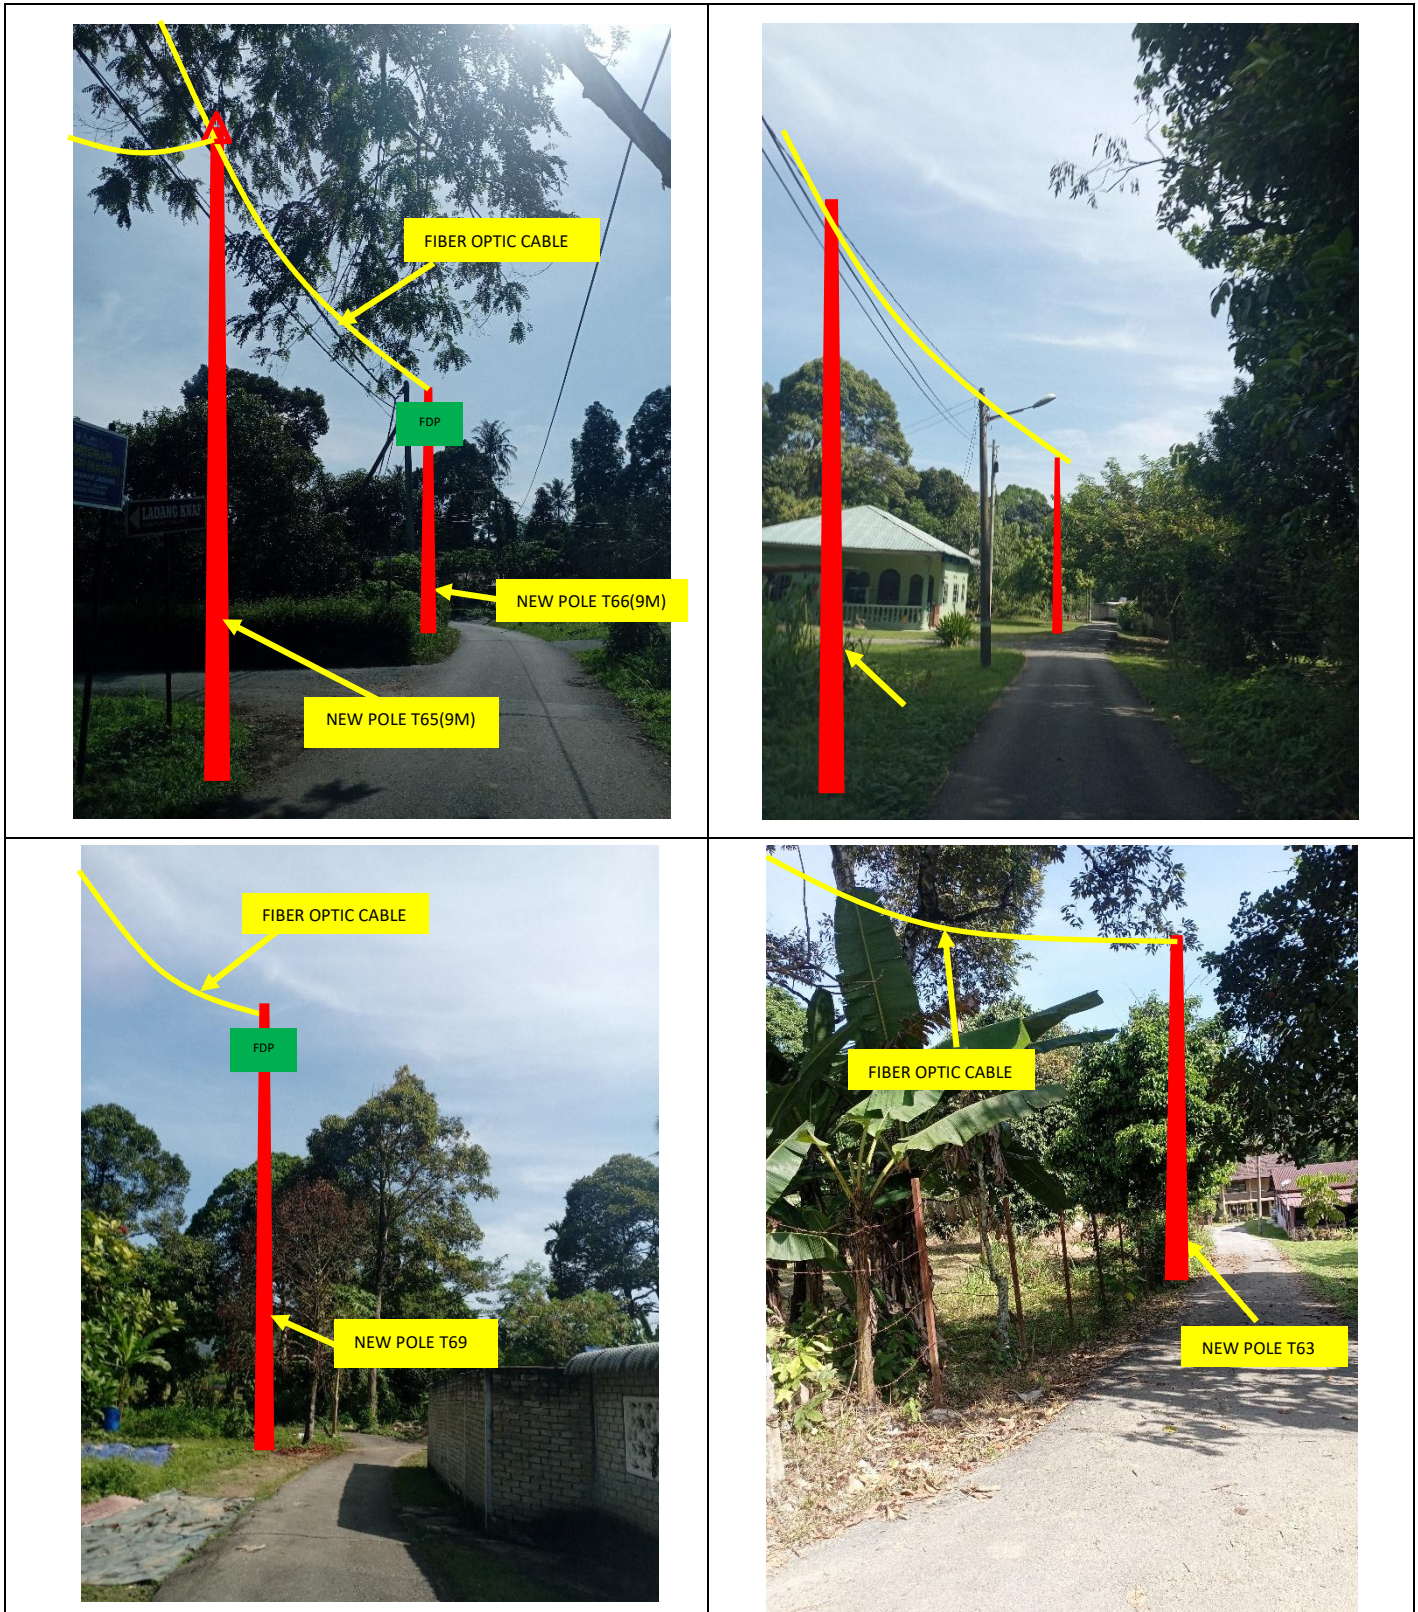 FIBER OPTIC CABLE
FDP
LADANG KNAF
NEW POLE T66(9M)
NEW POLE T65(9M)
FIBER OPTIC CABLE
FDP
NEW POLE T69
FIBER OPTIC CABLE
NEW POLE T63